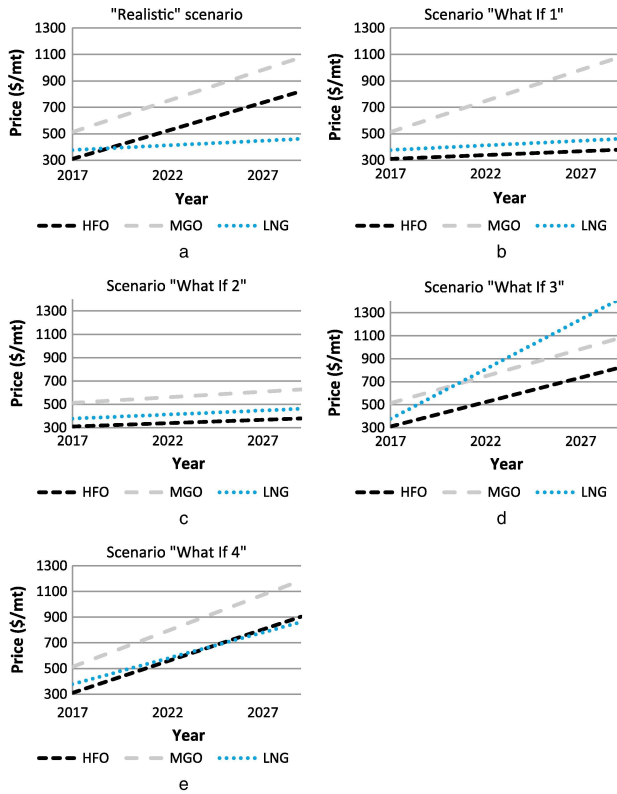 "Realistic" scenario
Price ($/mt)
1300
1100
900
700
500
300
2017 2022 2027
Year
HFO MGO LNG
a
Scenario "What If 1"
Price ($/mt)
1300
1100
900
700
500
300
2017 2022 2027
Year
HFO MGO LNG
b
Scenario "What If 2"
Price ($/mt)
1300
1100
900
700
500
300
2017 2022 2027
Year
HFO MGO LNG
c
Scenario "What If 3"
Price ($/mt)
1300
1100
900
700
500
300
2017 2022 2027
Year
HFO MGO LNG
d
Scenario "What If 4"
Price ($/mt)
1300
1100
900
700
500
300
2017 2022 2027
Year
HFO MGO LNG
e